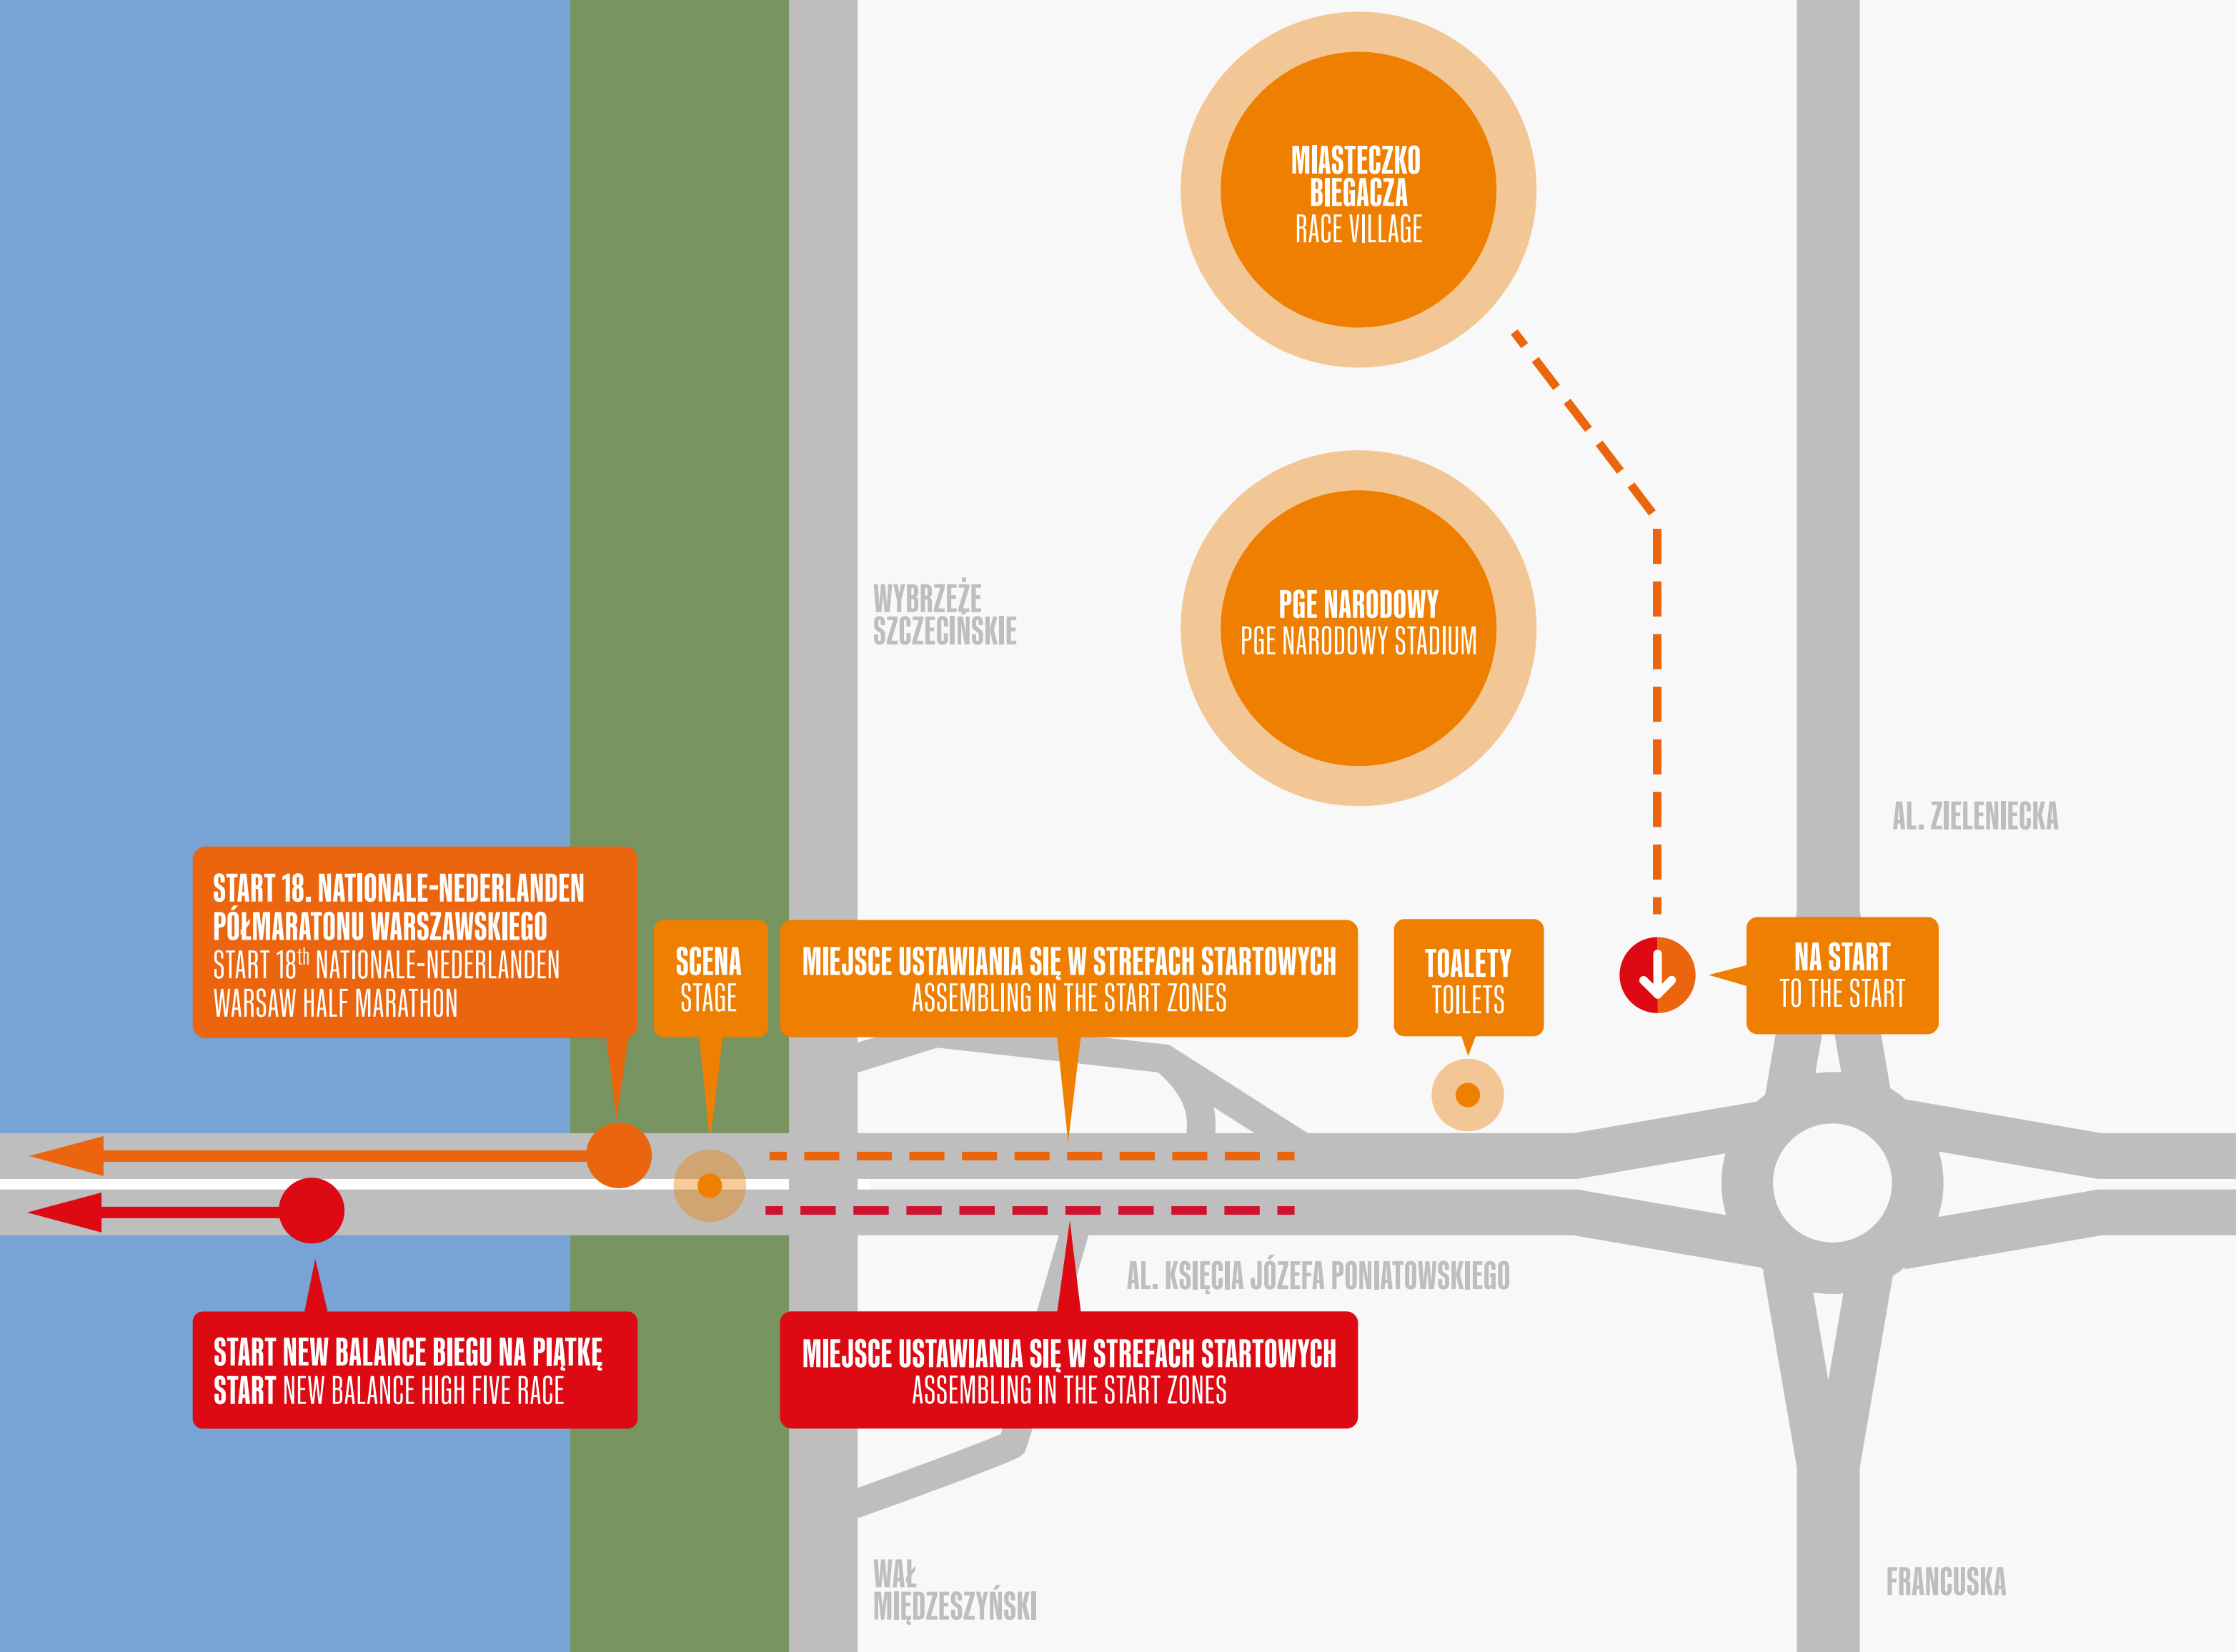 MIASTECZKO
BIEGACZA
RACE VILLAGE
WYBRZEŻE
SZCZECIŃSKIE
PGE NARODOWY
PGE NARODOWY STADIUM
AL. ZIELENIECKA
START 18. NATIONALE-NEDERLANDEN
PÓŁMARATONU WARSZAWSKIEGO
START 18th NATIONALE-NEDERLANDEN
WARSAW HALF MARATHON
SCENA
STAGE
MIEJSCE USTAWIANIA SIĘ W STREFACH STARTOWYCH
ASSEMBLING IN THE START ZONES
TOALETY
TOILETS
NA START
TO THE START
AL. KSIĘCIA JÓZEFA PONIATOWSKIEGO
START NEW BALANCE BIEGU NA PIĄTKĘ
START NEW BALANCE HIGH FIVE RACE
MIEJSCE USTAWIANIA SIĘ W STREFACH STARTOWYCH
ASSEMBLING IN THE START ZONES
WAŁ
MIĘDZESZYŃSKI
FRANCUSKA